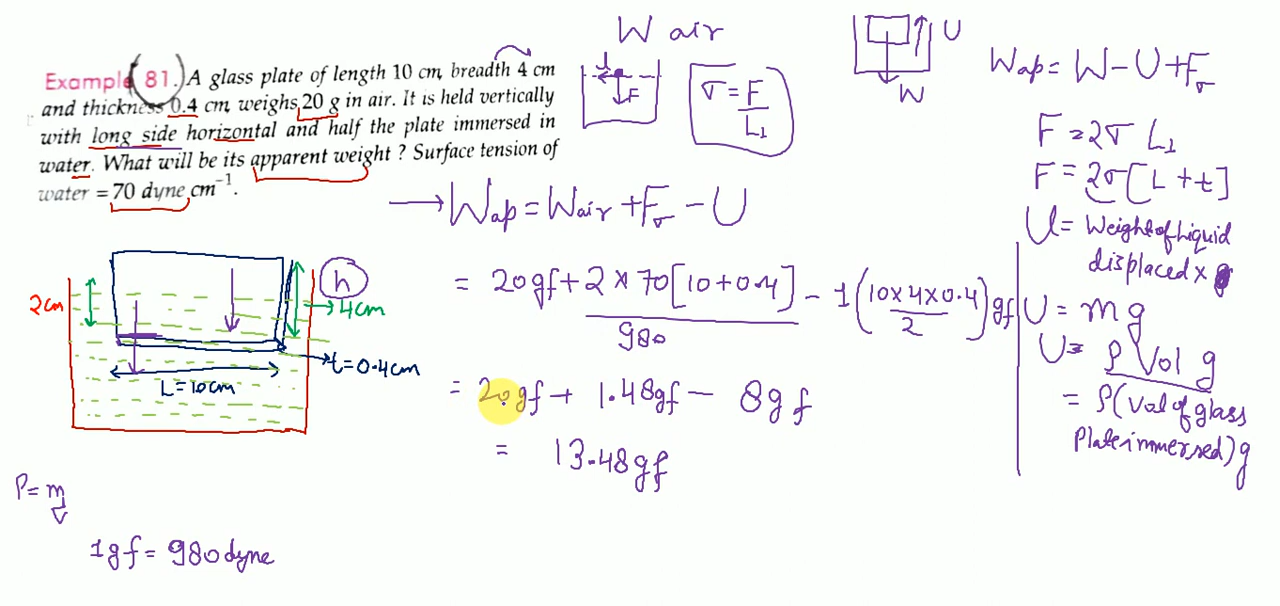 Example 81. A glass plate of length 10 cm, breadth 4 cm
and thickness 0.4 cm, weighs 20 g in air. It is held vertically
with long side horizontal and half the plate immersed in
water. What will be its apparent weight ? Surface tension of
water = 70 dyne cm⁻¹.
W air
F
σ = F/L₁
U
W
Wap = W - U + Fσ
F = 2σ L₁
F = 2σ[L + t]
U = Weight of Liquid
displaced × g
U = mg
U = ρ Vol g
= ρ(Vol of glass
Plate immersed) g
→ Wap = Wair + Fσ - U
= 20gf + 2 × 70[10+0.4]/980 - 1(10×4×0.4/2)gf
= 20gf + 1.48gf - 8gf
= 13.48gf
2cm
h
4cm
t=0.4cm
L=10cm
ρ = m/V
1gf = 980 dyne